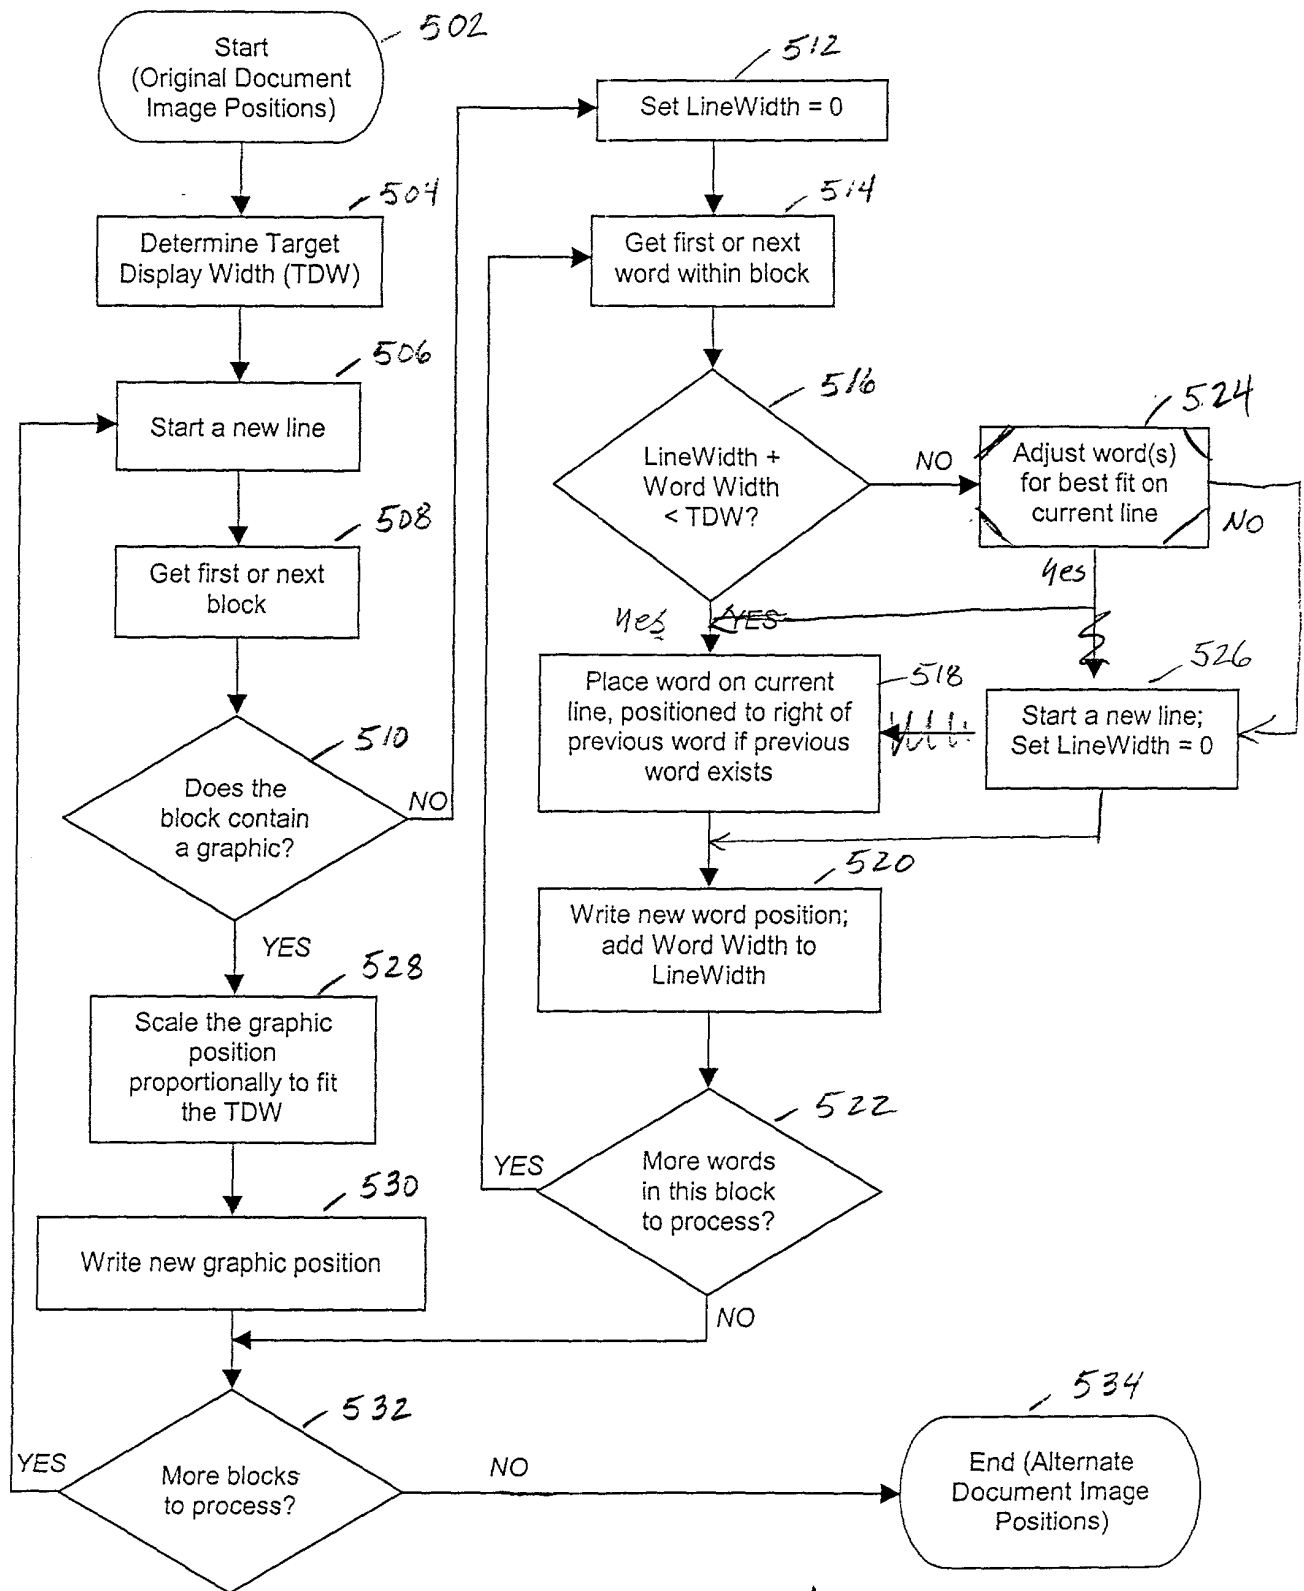 502
Start
(Original Document
Image Positions)
504
Determine Target
Display Width (TDW)
506
Start a new line
508
Get first or next
block
510
Does the
block contain
a graphic?
NO
YES
528
Scale the graphic
position
proportionally to fit
the TDW
530
Write new graphic position
532
More blocks
to process?
YES
NO
512
Set LineWidth = 0
514
Get first or next
word within block
516
LineWidth +
Word Width
< TDW?
NO
524
Adjust word(s)
for best fit on
current line
NO
Yes
Yes
YES
518
Place word on current
line, positioned to right of
previous word if previous
word exists
526
Start a new line;
Set LineWidth = 0
520
Write new word position;
add Word Width to
LineWidth
522
More words
in this block
to process?
YES
NO
534
End (Alternate
Document Image
Positions)